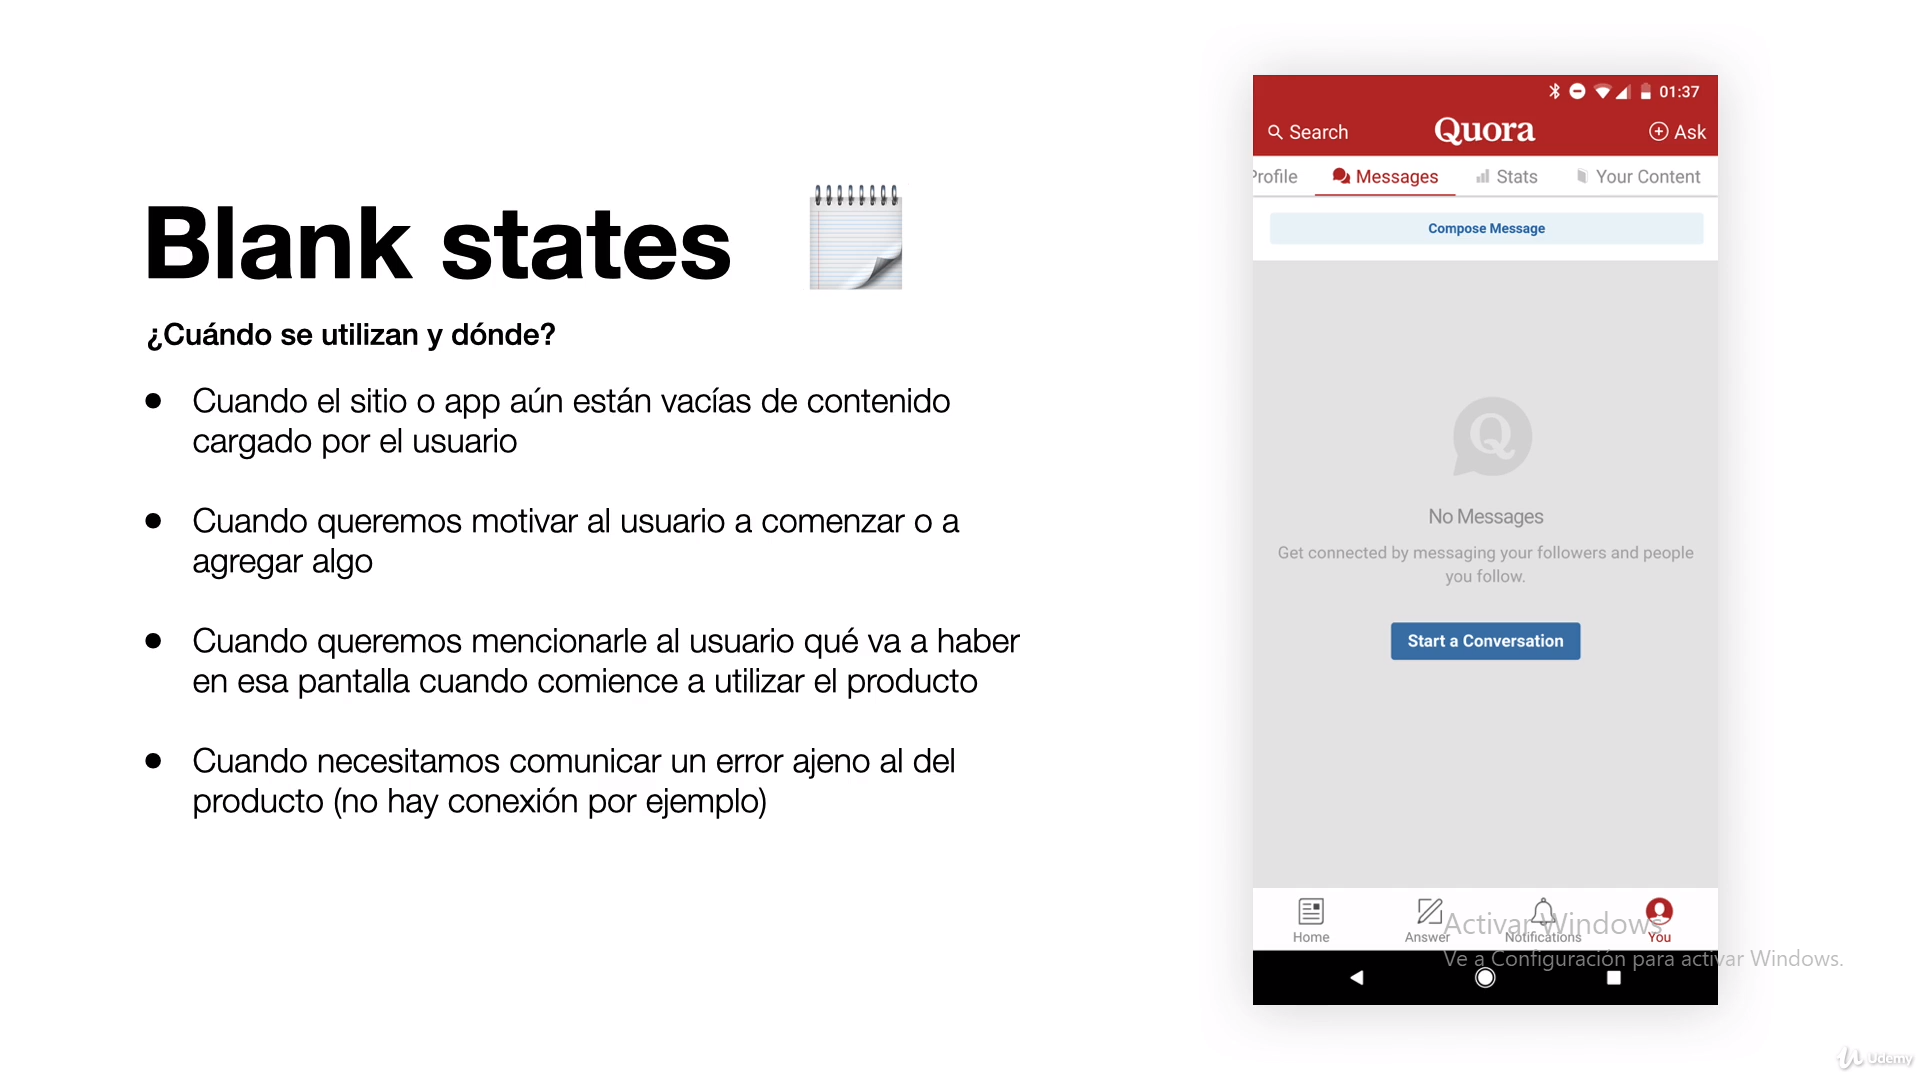 Blank states
¿Cuándo se utilizan y dónde?
● Cuando el sitio o app aún están vacías de contenido
cargado por el usuario
● Cuando queremos motivar al usuario a comenzar o a
agregar algo
● Cuando queremos mencionarle al usuario qué va a haber
en esa pantalla cuando comience a utilizar el producto
● Cuando necesitamos comunicar un error ajeno al del
producto (no hay conexión por ejemplo)
01:37
Search Quora Ask
Profile Messages Stats Your Content
Compose Message
Q
No Messages
Get connected by messaging your followers and people
you follow.
Start a Conversation
Home Answer Notifications You
Activar Windows
Ve a Configuración para activar Windows.
Udemy